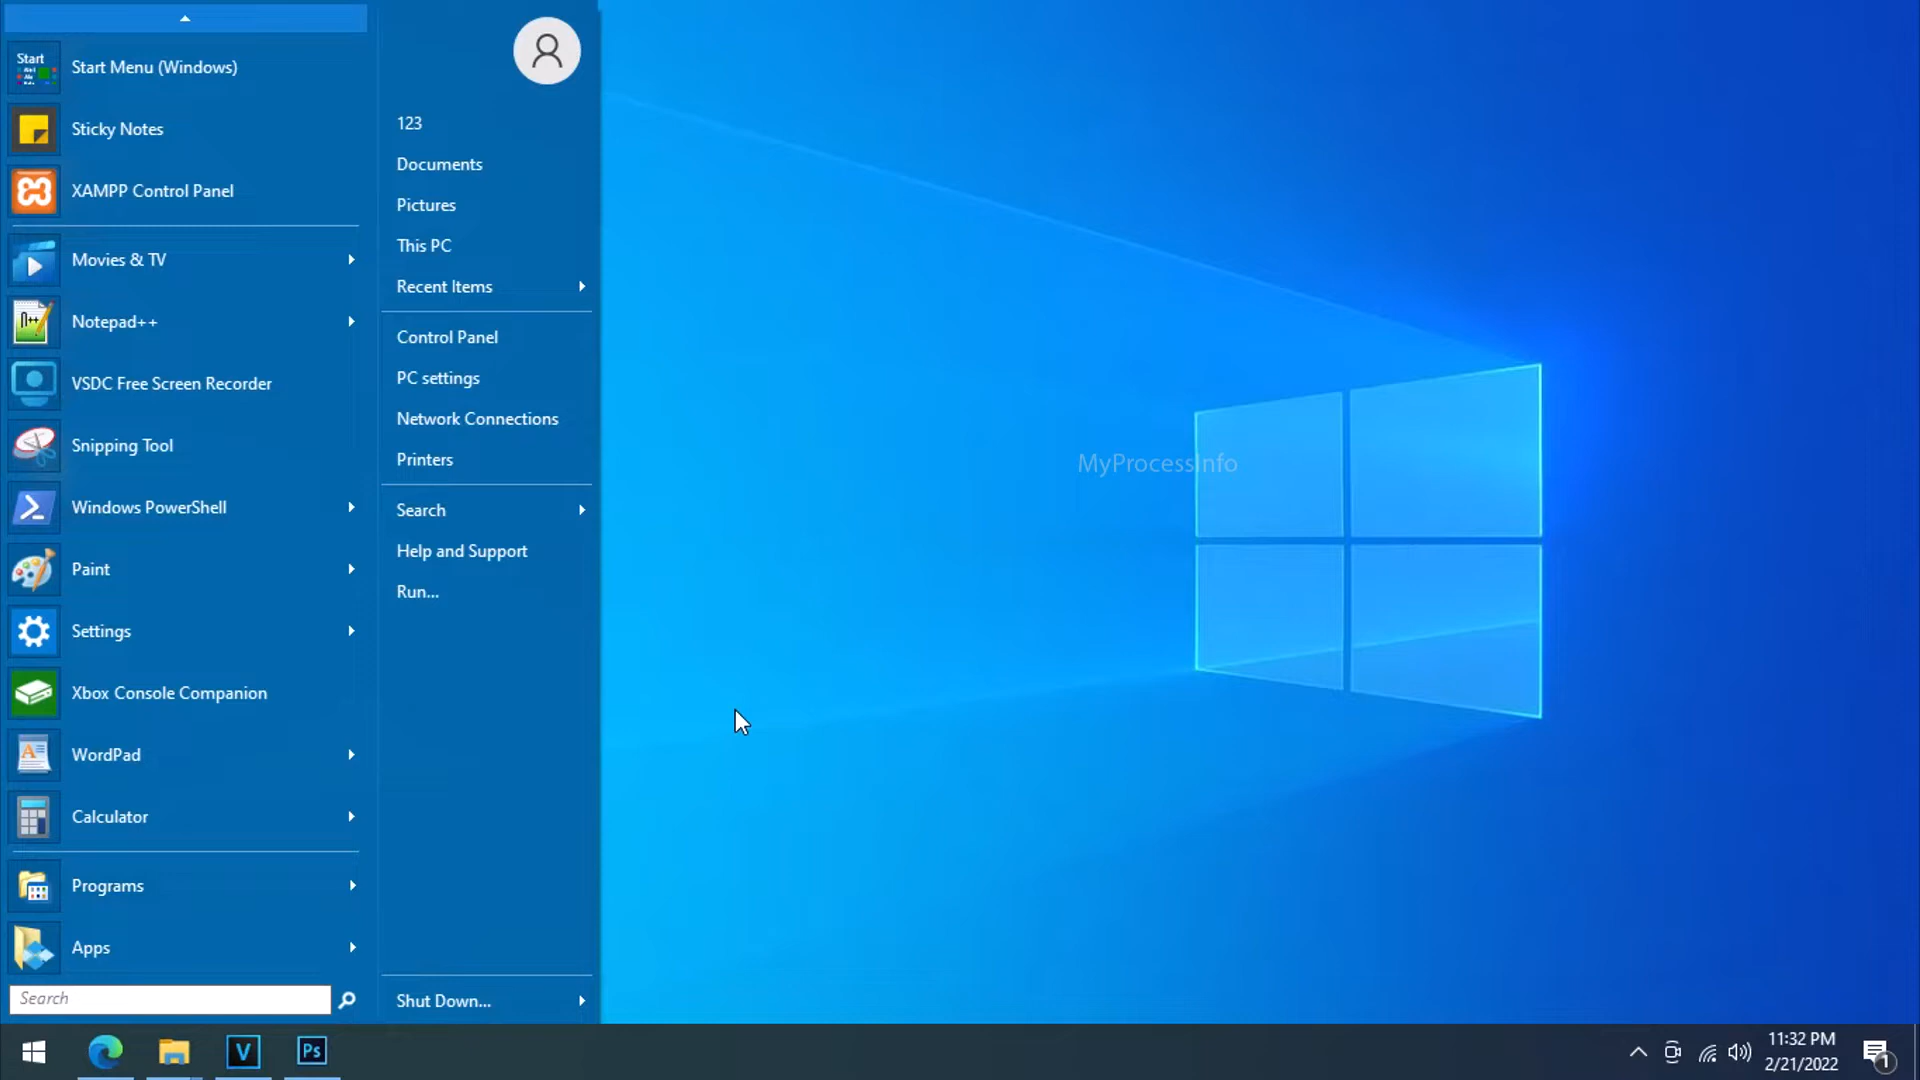 Start
Start Menu (Windows)
Sticky Notes
XAMPP Control Panel
Movies & TV
Notepad++
VSDC Free Screen Recorder
Snipping Tool
Windows PowerShell
Paint
Settings
Xbox Console Companion
WordPad
Calculator
Programs
Apps
Search
123
Documents
Pictures
This PC
Recent Items
Control Panel
PC settings
Network Connections
Printers
Search
Help and Support
Run...
Shut Down...
MyProcessInfo
V
Ps
11:32 PM
2/21/2022
1